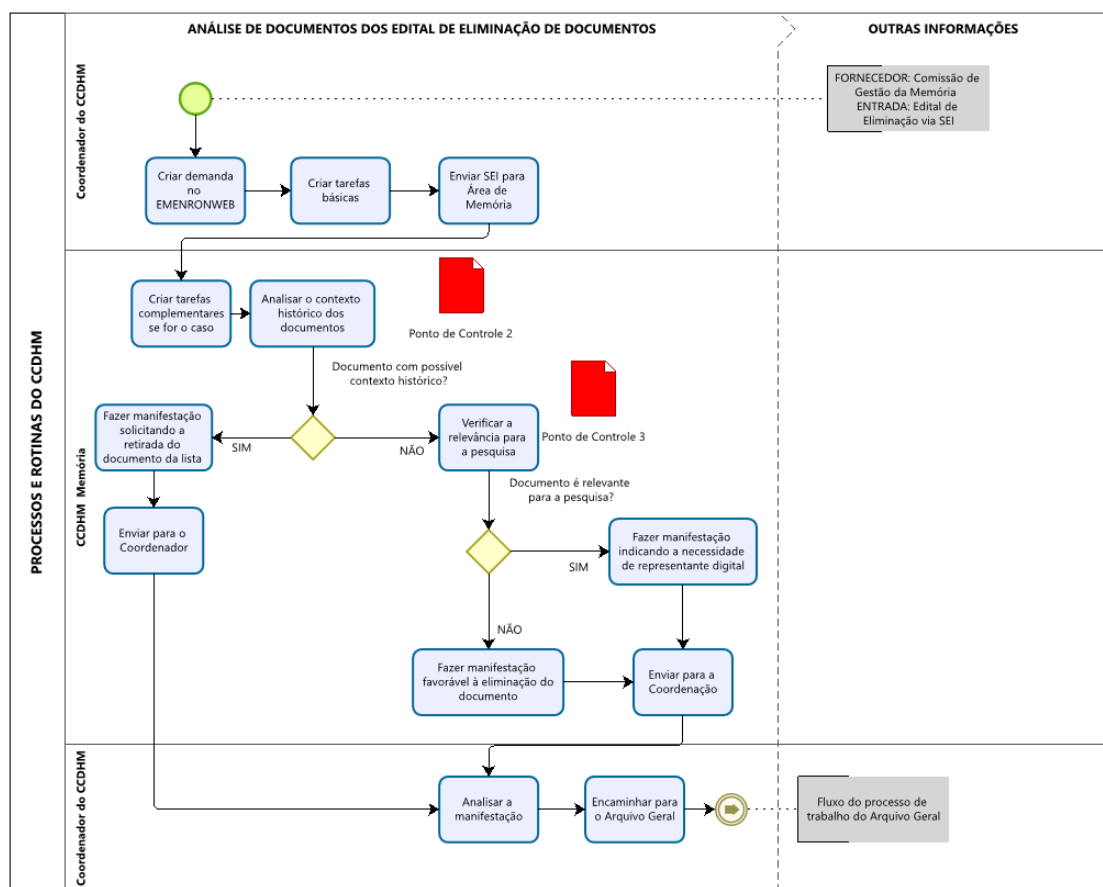 ANÁLISE DE DOCUMENTOS DOS EDITAL DE ELIMINAÇÃO DE DOCUMENTOS
OUTRAS INFORMAÇÕES
PROCESSOS E ROTINAS DO CCDHM
Coordenador do CCDHM
FORNECEDOR: Comissão de
Gestão da Memória
ENTRADA: Edital de
Eliminação via SEI
Criar demanda
no
EMENRONWEB
Criar tarefas
básicas
Enviar SEI para
Área de
Memória
CCDHM Memória
Criar tarefas
complementares
se for o caso
Analisar o contexto
histórico dos
documentos
Ponto de Controle 2
Documento com possível
contexto histórico?
Fazer manifestação
solicitando a
retirada do
documento da lista
SIM
NÃO
Verificar a
relevância para
a pesquisa
Ponto de Controle 3
Documento é relevante
para a pesquisa?
Enviar para o
Coordenador
SIM
Fazer manifestação
indicando a necessidade
de representante digital
NÃO
Fazer manifestação
favorável à eliminação do
documento
Enviar para a
Coordenação
Coordenador do CCDHM
Analisar a
manifestação
Encaminhar para
o Arquivo Geral
Fluxo do processo de
trabalho do Arquivo Geral